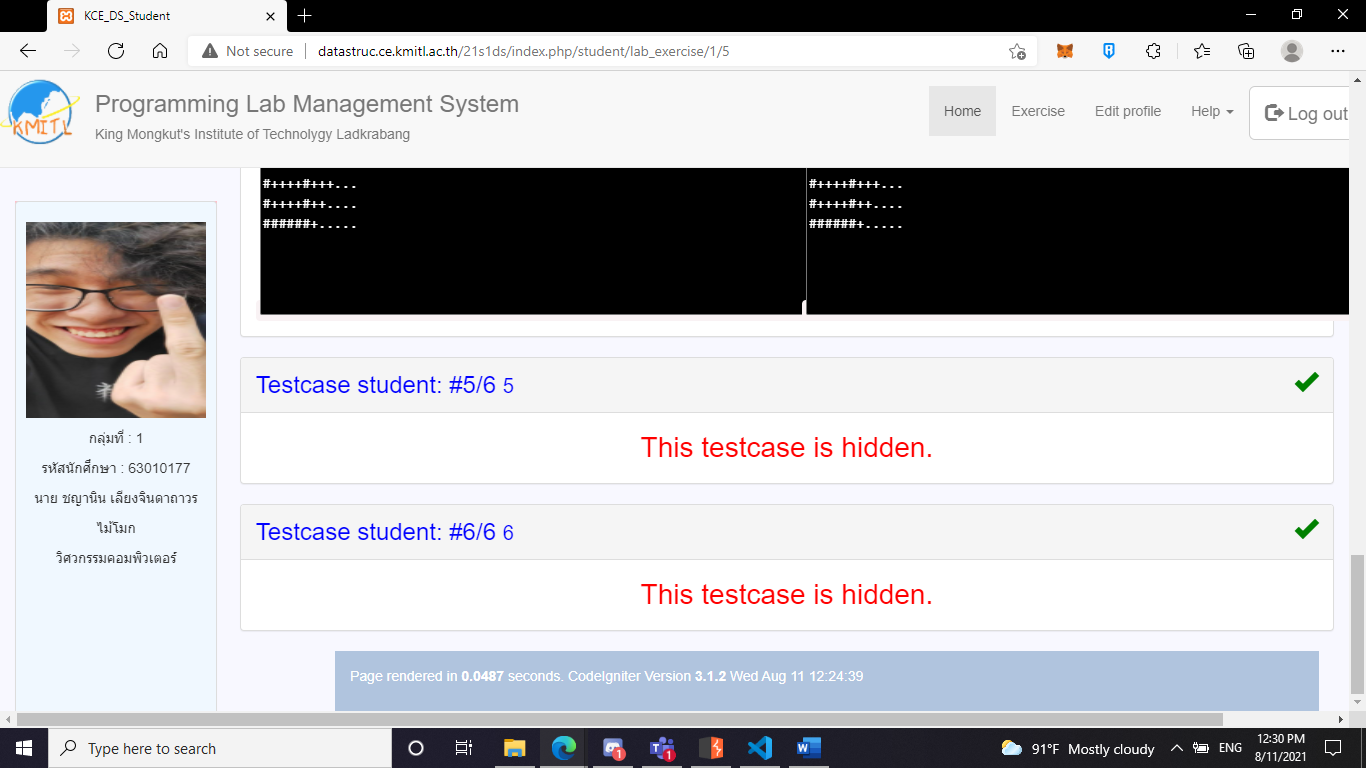 KCE_DS_Student
Not secure
datastruc.ce.kmitl.ac.th/21s1ds/index.php/student/lab_exercise/1/5
KMITL
Programming Lab Management System
King Mongkut's Institute of Technolygy Ladkrabang
Home
Exercise
Edit profile
Help
Log out
#++++#+++... #++++#+++...
#++++#++.... #++++#++....
######+..... ######+.....
กลุ่มที่ : 1
รหัสนักศึกษา : 63010177
นาย ชญานิน เลียงจินดาถาวร
ไม้โมก
วิศวกรรมคอมพิวเตอร์
Testcase student: #5/6 5
This testcase is hidden.
Testcase student: #6/6 6
This testcase is hidden.
Page rendered in 0.0487 seconds. CodeIgniter Version 3.1.2 Wed Aug 11 12:24:39
Type here to search
1
1
91°F Mostly cloudy
ENG
12:30 PM
8/11/2021